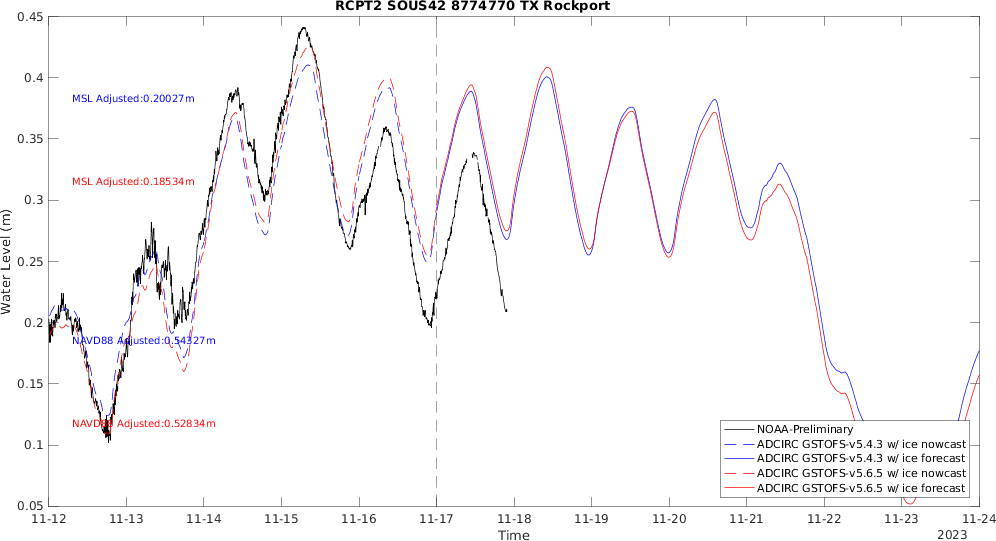 RCPT2 SOUS42 8774770 TX Rockport
0.45
0.4
MSL Adjusted:0.20027m
0.35
MSL Adjusted:0.18534m
0.3
Water Level (m)
0.25
0.2
NAVD88 Adjusted:0.54327m
0.15
NAVD88 Adjusted:0.52834m
0.1
0.05
NOAA-Preliminary
ADCIRC GSTOFS-v5.4.3 w/ ice nowcast
ADCIRC GSTOFS-v5.4.3 w/ ice forecast
ADCIRC GSTOFS-v5.6.5 w/ ice nowcast
ADCIRC GSTOFS-v5.6.5 w/ ice forecast
11-12 11-13 11-14 11-15 11-16 11-17 11-18 11-19 11-20 11-21 11-22 11-23 11-24
Time
2023